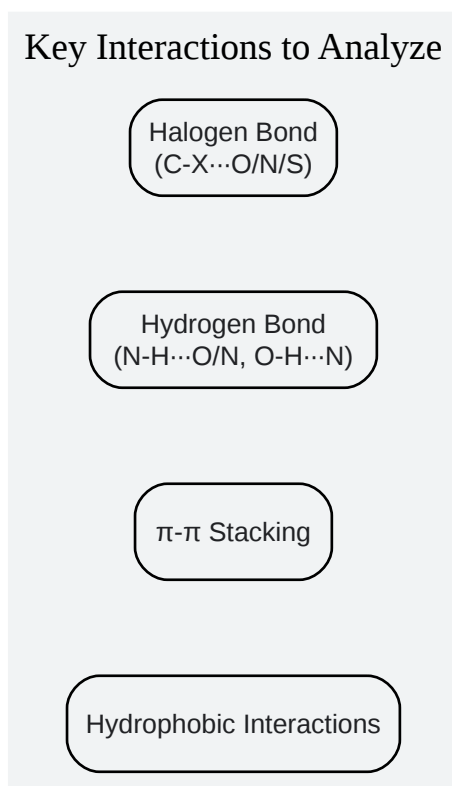 Key Interactions to Analyze
Halogen Bond
(C-X···O/N/S)
Hydrogen Bond
(N-H···O/N, O-H···N)
π-π Stacking
Hydrophobic Interactions